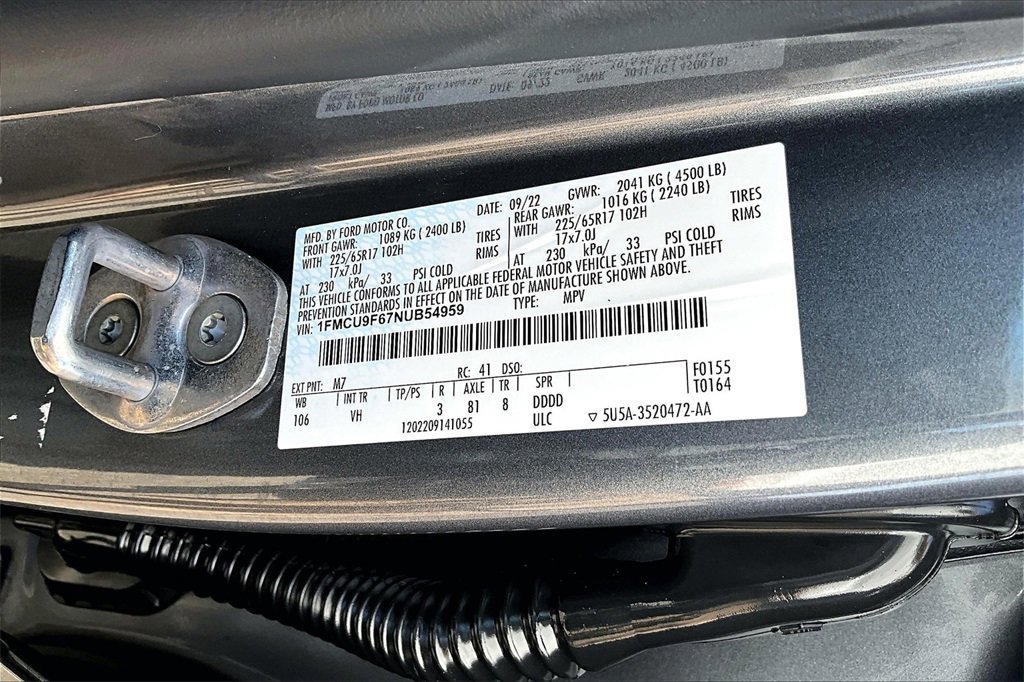 MFD. BY FORD MOTOR CO.
DATE: 09/22 GVWR: 2041 KG ( 4500 LB)
FRONT GAWR: 1089 KG ( 2400 LB) REAR GAWR: 1016 KG ( 2240 LB)
WITH 225/65R17 102H TIRES WITH 225/65R17 102H TIRES
17x7.0J RIMS 17x7.0J RIMS
AT 230 kPa/ 33 PSI COLD AT 230 kPa/ 33 PSI COLD
THIS VEHICLE CONFORMS TO ALL APPLICABLE FEDERAL MOTOR VEHICLE SAFETY AND THEFT
PREVENTION STANDARDS IN EFFECT ON THE DATE OF MANUFACTURE SHOWN ABOVE.
VIN: 1FMCU9F67NUB54959 TYPE: MPV
EXT PNT: M7 RC: 41 DSO: F0155
WB INT TR TP/PS R AXLE TR SPR T0164
106 VH 3 81 8 DDDD
1202209141055 ULC 5U5A-3520472-AA